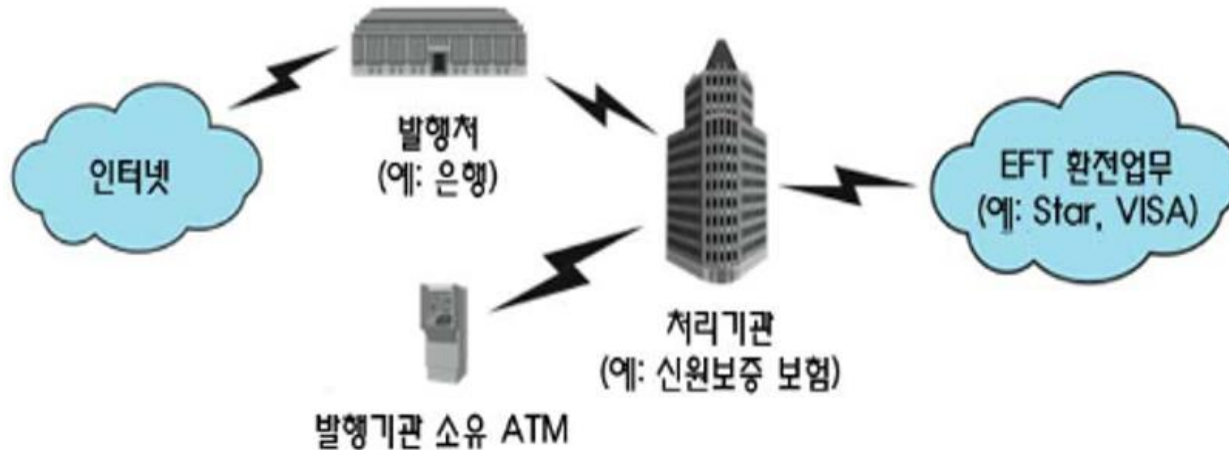 인터넷
발행처
(예: 은행)
EFT 환전업무
(예: Star, VISA)
처리기관
(예: 신원보증 보험)
발행기관 소유 ATM